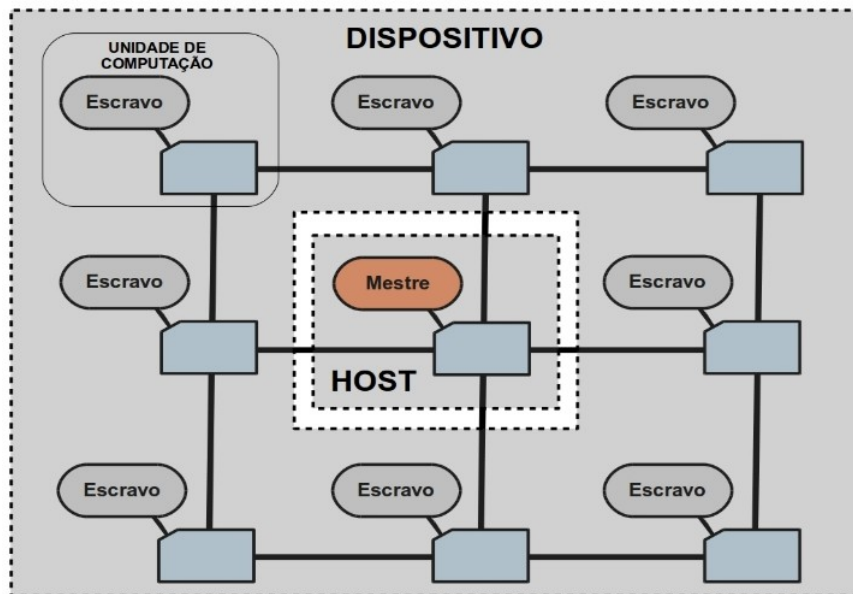 DISPOSITIVO
UNIDADE DE
COMPUTAÇÃO
Escravo
Escravo
Escravo
Escravo
Mestre
Escravo
HOST
Escravo
Escravo
Escravo